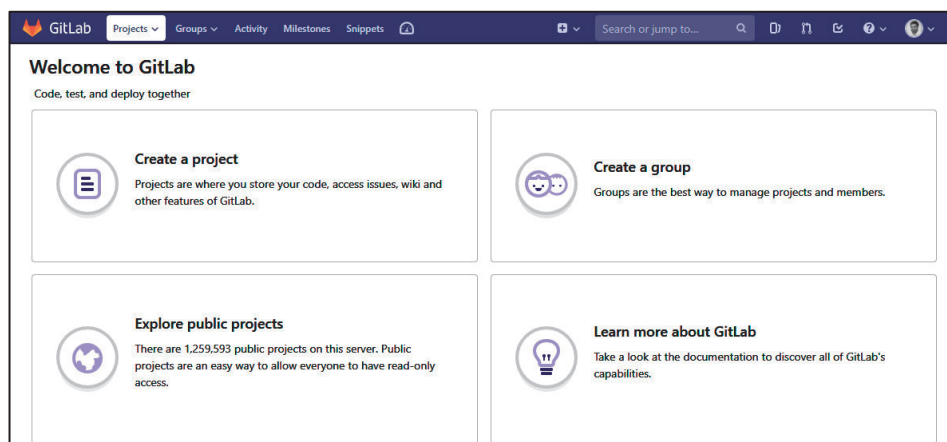 GitLab Projects Groups Activity Milestones Snippets Search or jump to...
Welcome to GitLab
Code, test, and deploy together
Create a project
Projects are where you store your code, access issues, wiki and
other features of GitLab.
Create a group
Groups are the best way to manage projects and members.
Explore public projects
There are 1,259,593 public projects on this server. Public
projects are an easy way to allow everyone to have read-only
access.
Learn more about GitLab
Take a look at the documentation to discover all of GitLab's
capabilities.